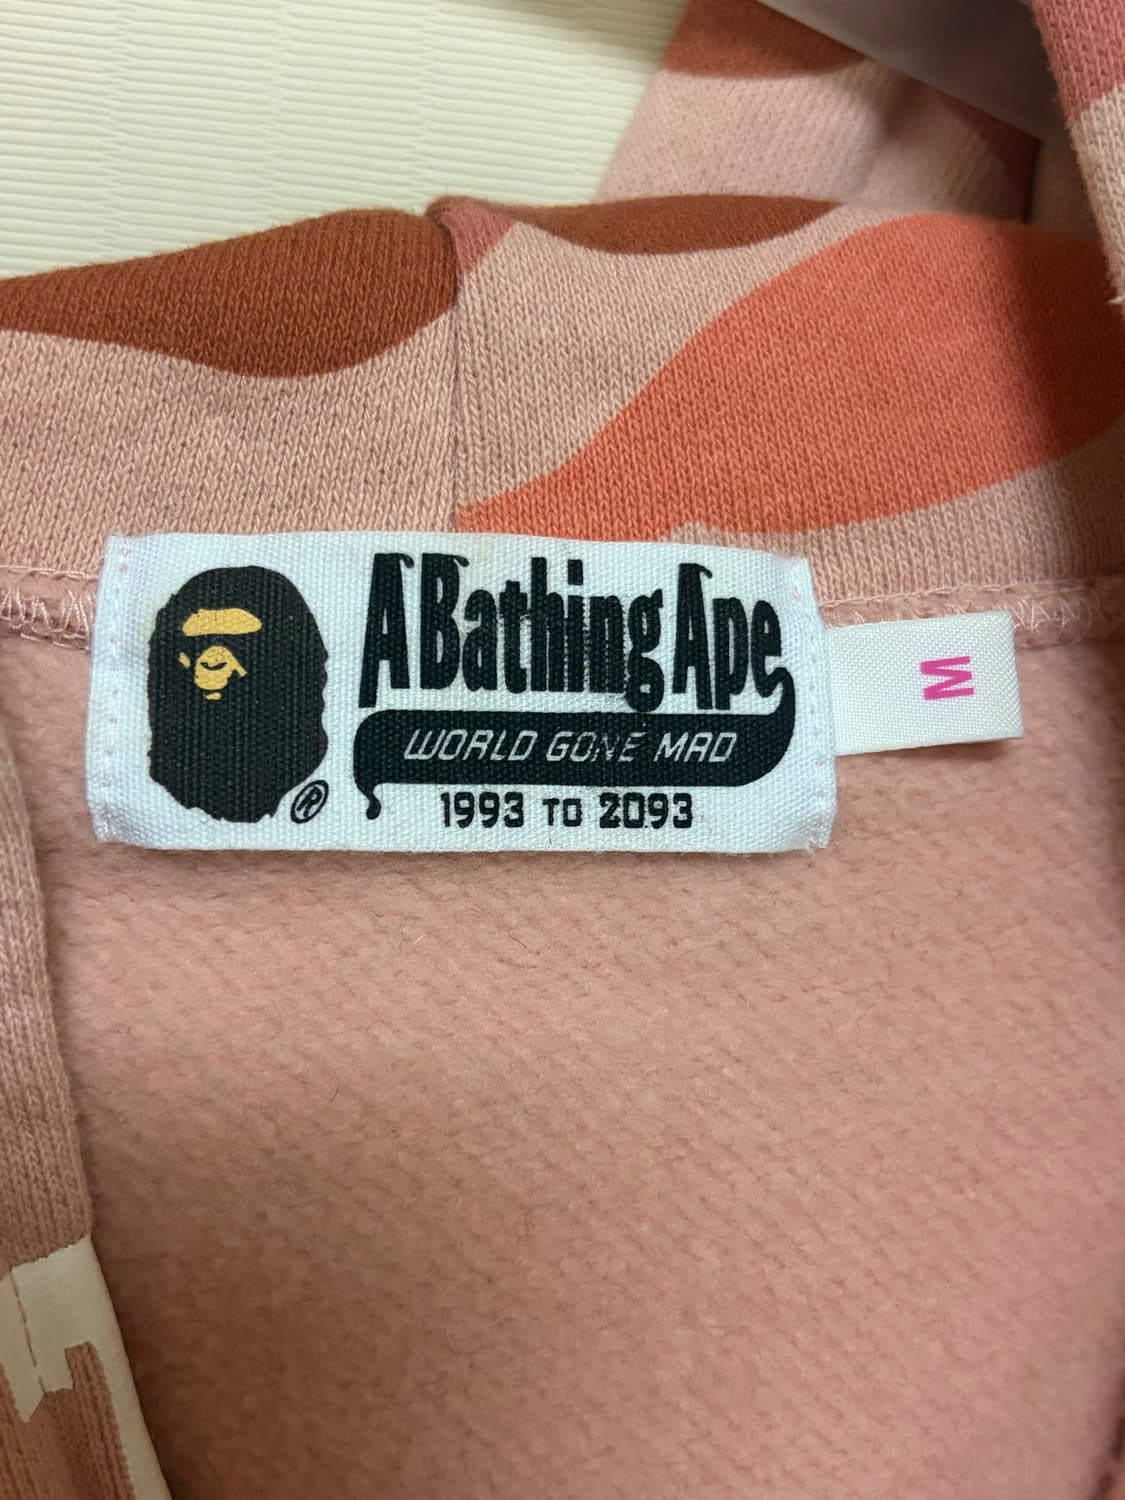 A Bathing Ape
WORLD GONE MAD
1993 TO 2093
®
M